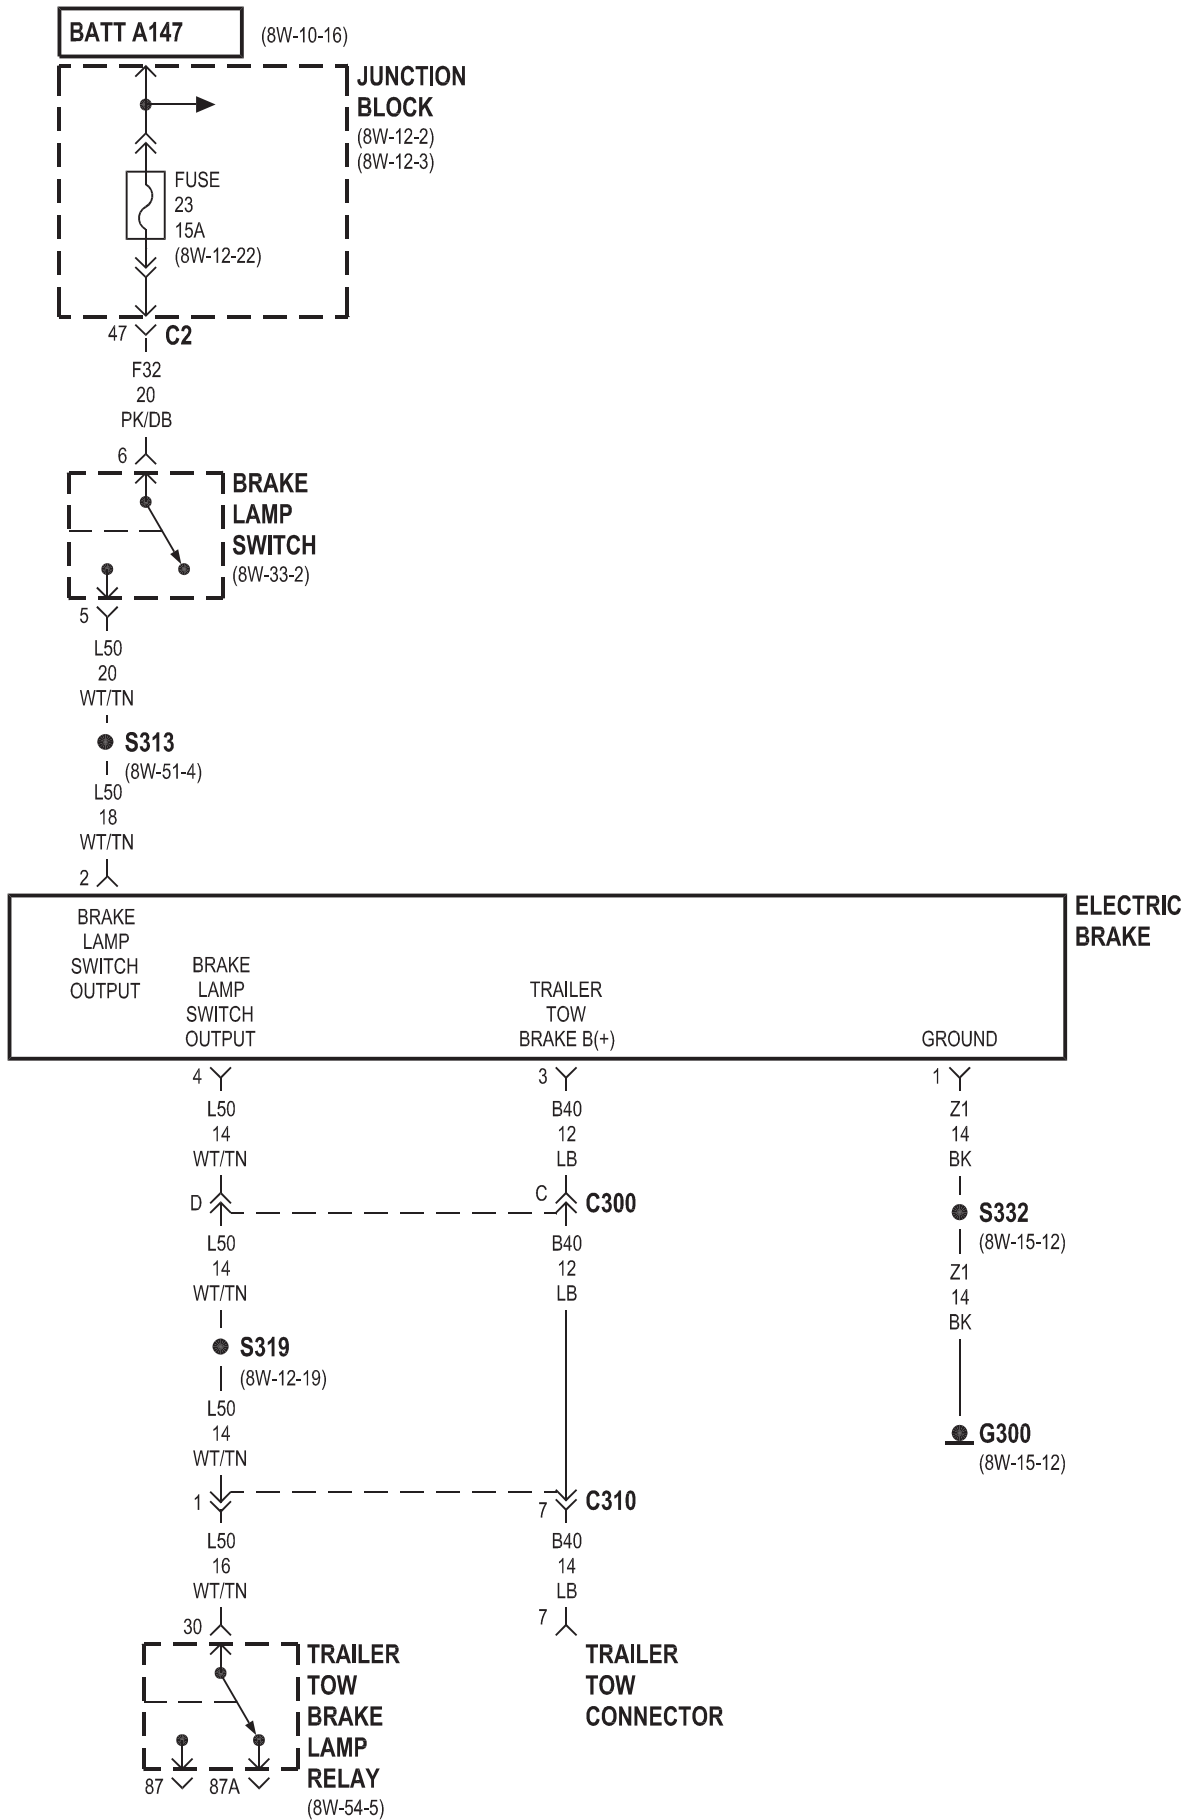 BATT A147
(8W-10-16)
JUNCTION
BLOCK
(8W-12-2)
(8W-12-3)
FUSE
23
15A
(8W-12-22)
47
C2
F32
20
PK/DB
6
BRAKE
LAMP
SWITCH
(8W-33-2)
5
L50
20
WT/TN
S313
(8W-51-4)
L50
18
WT/TN
2
ELECTRIC
BRAKE
BRAKE
LAMP
SWITCH
OUTPUT
BRAKE
LAMP
SWITCH
OUTPUT
TRAILER
TOW
BRAKE B(+)
GROUND
4
L50
14
WT/TN
D
L50
14
WT/TN
S319
(8W-12-19)
L50
14
WT/TN
1
L50
16
WT/TN
30
TRAILER
TOW
BRAKE
LAMP
RELAY
(8W-54-5)
87
87A
3
B40
12
LB
C
C300
B40
12
LB
7
C310
B40
14
LB
7
TRAILER
TOW
CONNECTOR
1
Z1
14
BK
S332
(8W-15-12)
Z1
14
BK
G300
(8W-15-12)